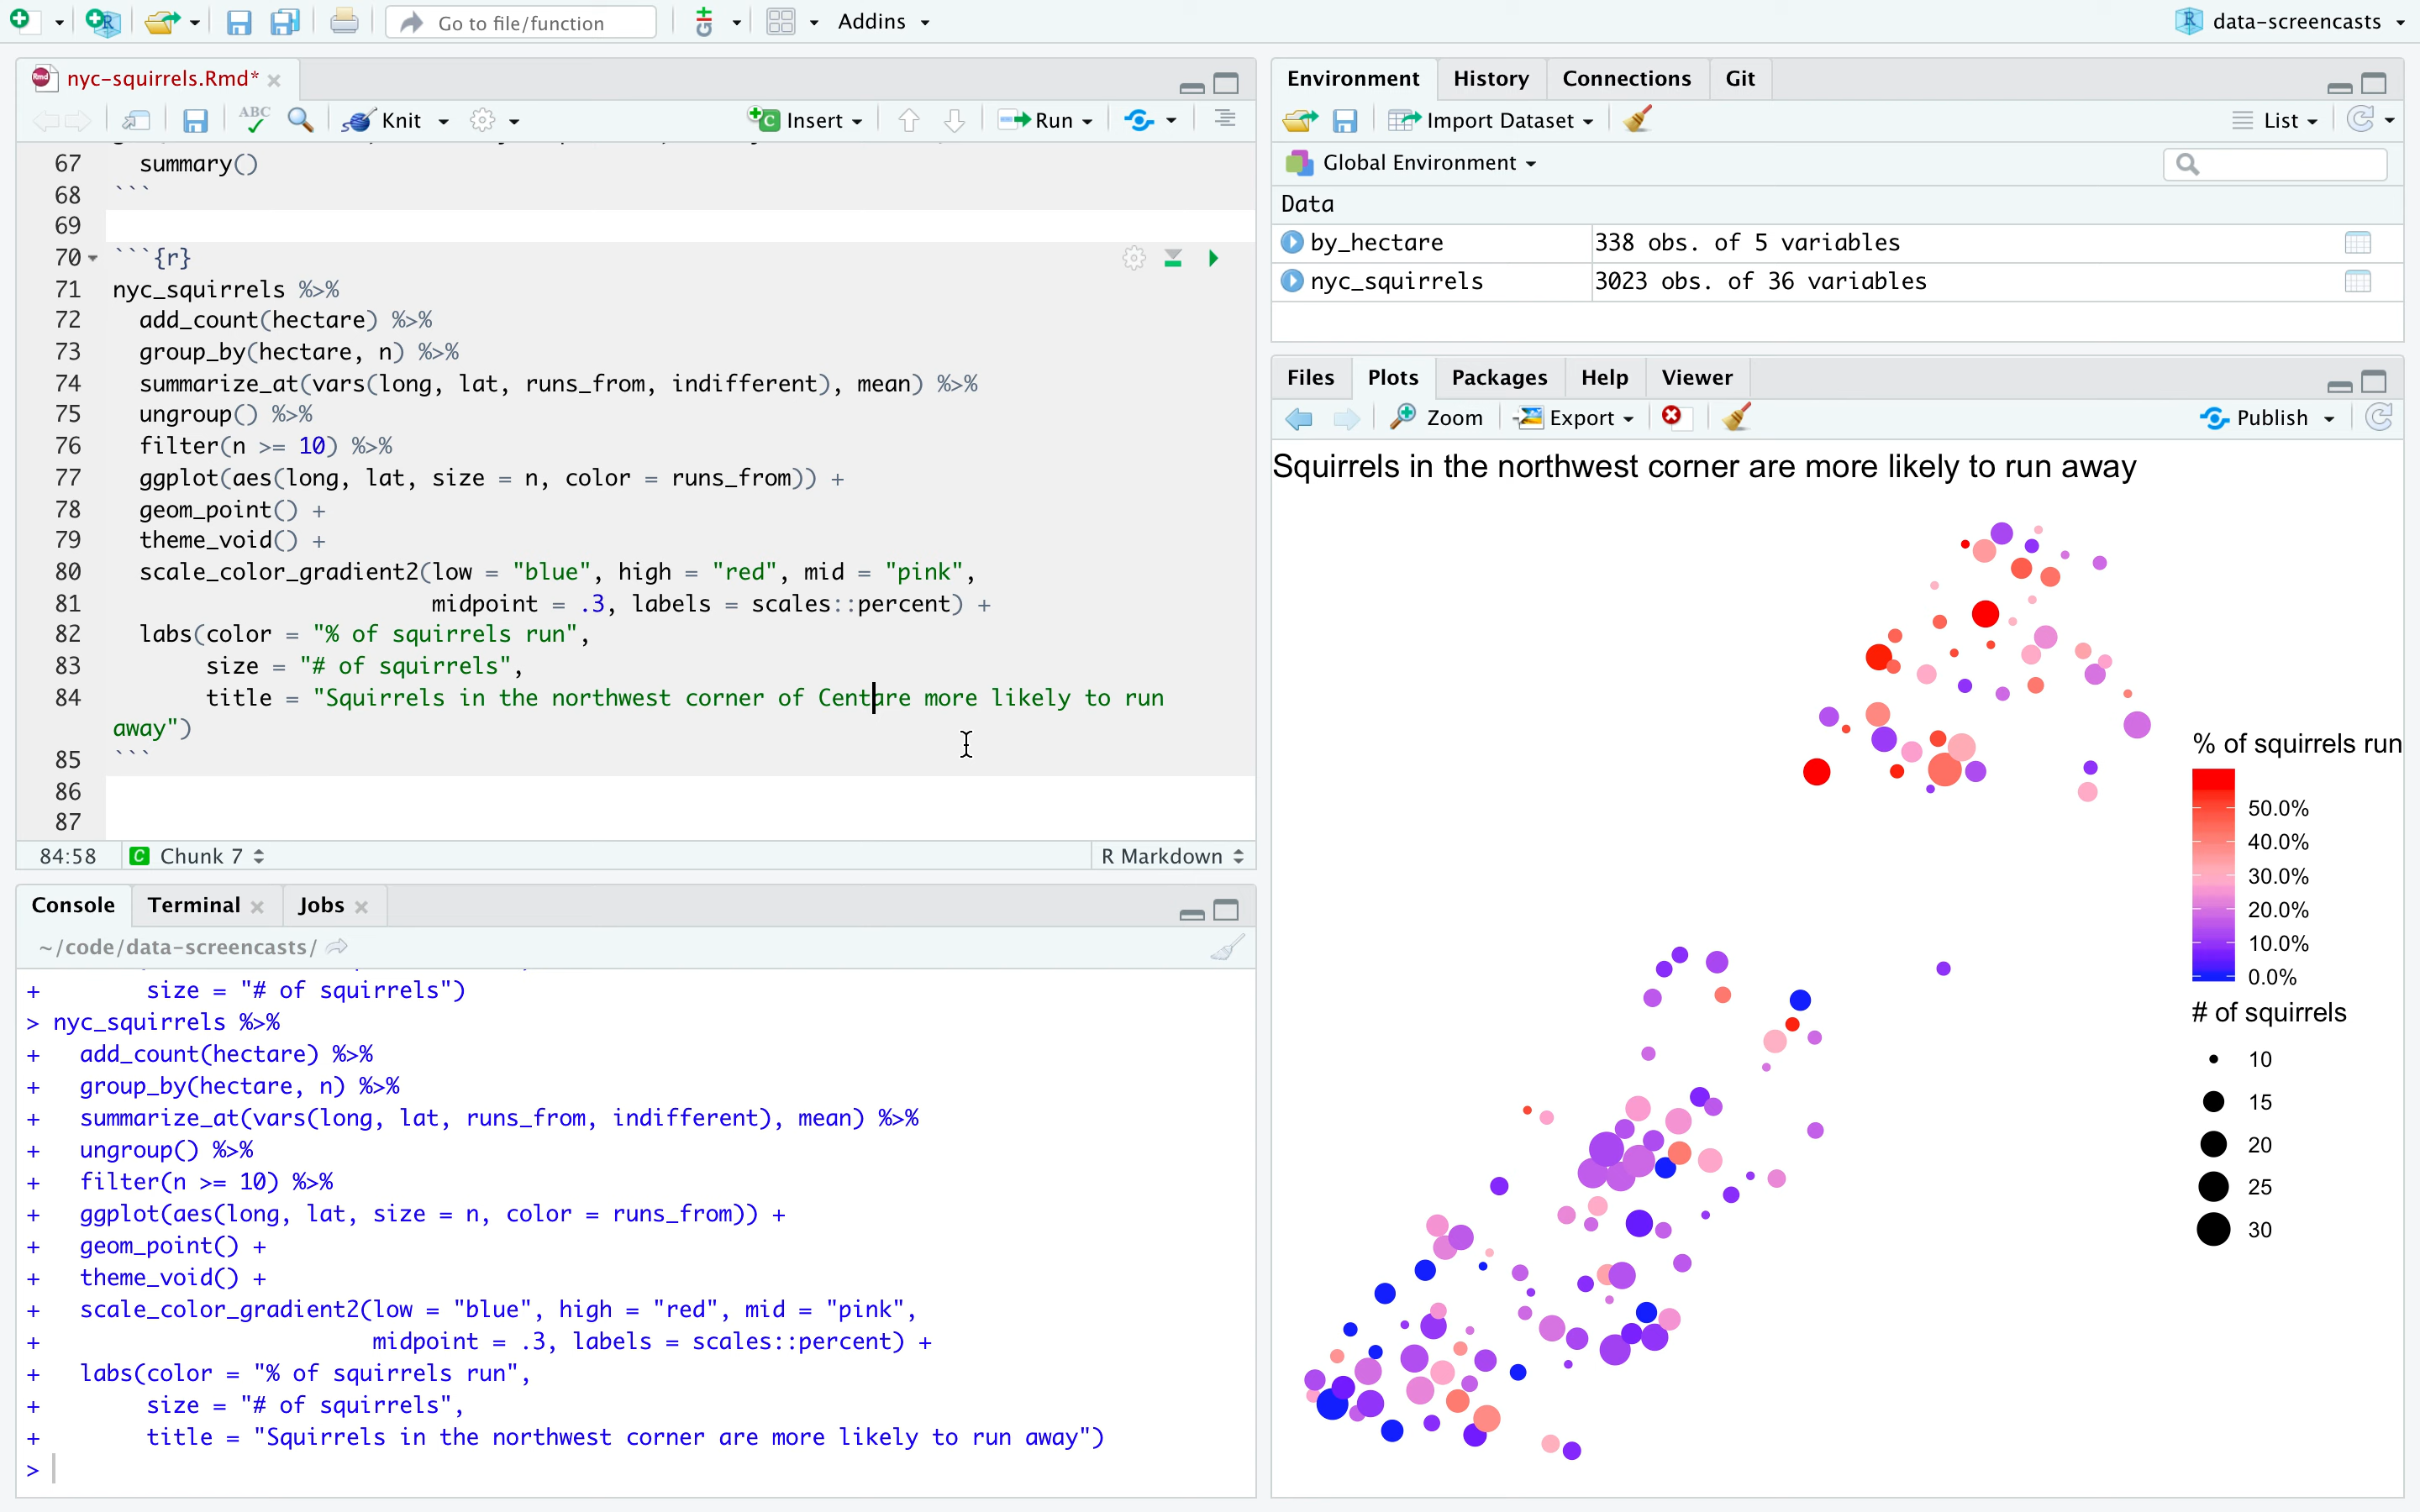 Go to file/function
Addins
data-screencasts
nyc-squirrels.Rmd*
ABC
Knit
Insert
Run
67 summary()
68 ```
69
70 ```{r}
71 nyc_squirrels %>%
72 add_count(hectare) %>%
73 group_by(hectare, n) %>%
74 summarize_at(vars(long, lat, runs_from, indifferent), mean) %>%
75 ungroup() %>%
76 filter(n >= 10) %>%
77 ggplot(aes(long, lat, size = n, color = runs_from)) +
78 geom_point() +
79 theme_void() +
80 scale_color_gradient2(low = "blue", high = "red", mid = "pink",
81 midpoint = .3, labels = scales::percent) +
82 labs(color = "% of squirrels run",
83 size = "# of squirrels",
84 title = "Squirrels in the northwest corner of Centare more likely to run
away")
85 ```
86
87
84:58 Chunk 7 R Markdown
Console Terminal Jobs
~/code/data-screencasts/
+ size = "# of squirrels")
> nyc_squirrels %>%
+ add_count(hectare) %>%
+ group_by(hectare, n) %>%
+ summarize_at(vars(long, lat, runs_from, indifferent), mean) %>%
+ ungroup() %>%
+ filter(n >= 10) %>%
+ ggplot(aes(long, lat, size = n, color = runs_from)) +
+ geom_point() +
+ theme_void() +
+ scale_color_gradient2(low = "blue", high = "red", mid = "pink",
+ midpoint = .3, labels = scales::percent) +
+ labs(color = "% of squirrels run",
+ size = "# of squirrels",
+ title = "Squirrels in the northwest corner are more likely to run away")
>
Environment History Connections Git
Import Dataset
List
Global Environment
Data
by_hectare 338 obs. of 5 variables
nyc_squirrels 3023 obs. of 36 variables
Files Plots Packages Help Viewer
Zoom Export Publish
Squirrels in the northwest corner are more likely to run away
% of squirrels run
50.0%
40.0%
30.0%
20.0%
10.0%
0.0%
# of squirrels
10
15
20
25
30